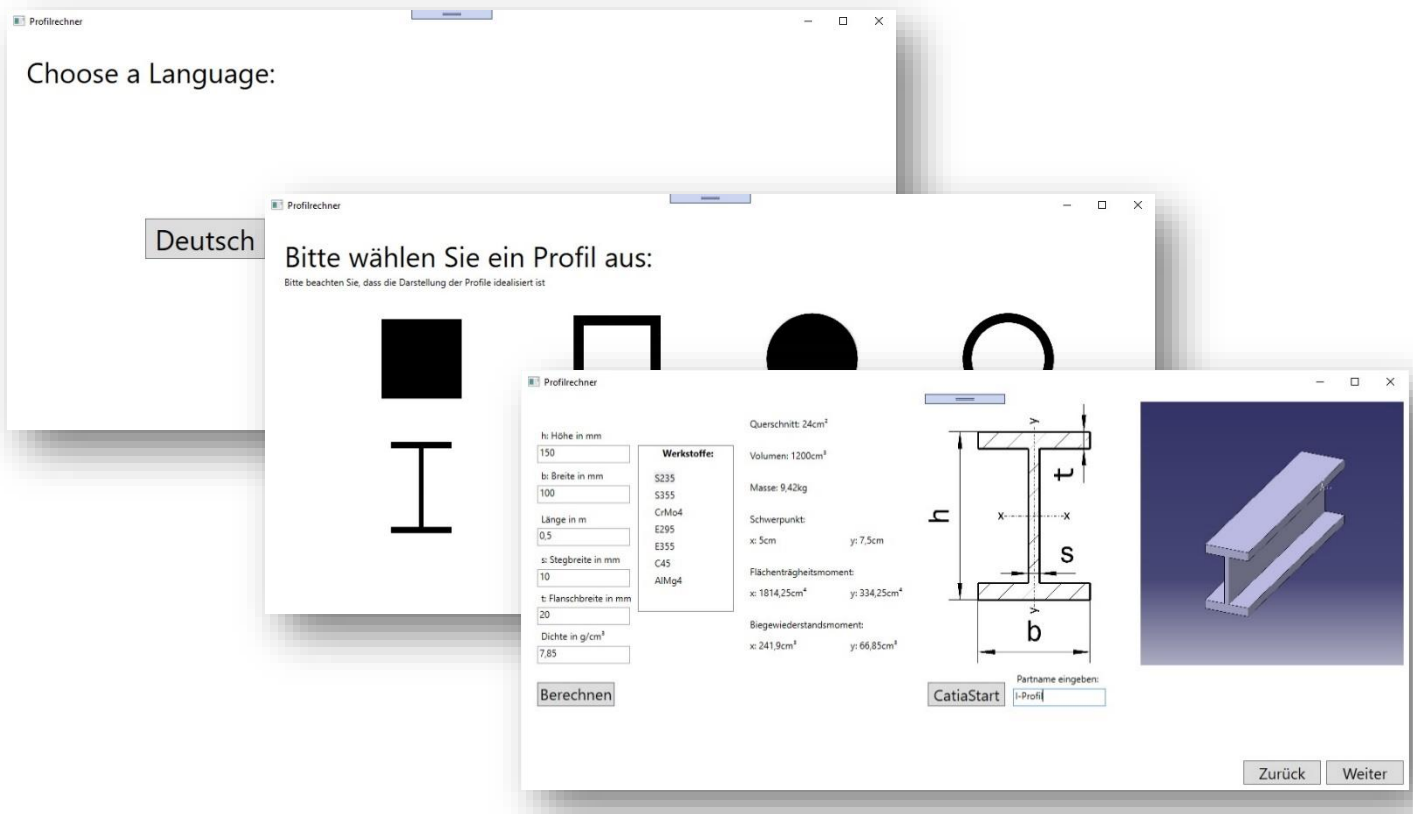 Profilrechner
Choose a Language:
Deutsch
Profilrechner
Bitte wählen Sie ein Profil aus:
Bitte beachten Sie, dass die Darstellung der Profile idealisiert ist
Profilrechner
h: Höhe in mm
150
b: Breite in mm
100
Länge in m
0,5
s: Stegbreite in mm
10
t: Flanschbreite in mm
20
Dichte in g/cm³
7,85
Berechnen
Werkstoffe:
S235
S355
CrMo4
E295
E355
C45
AlMg4
Querschnitt: 24cm²
Volumen: 1200cm³
Masse: 9,42kg
Schwerpunkt:
x: 5cm y: 7,5cm
Flächenträgheitsmoment:
x: 1814,25cm⁴ y: 334,25cm⁴
Biegewiederstandsmoment:
x: 241,9cm³ y: 66,85cm³
y
t
h
x x
s
y
b
CatiaStart
Partname eingeben:
I-Profil
Zurück Weiter